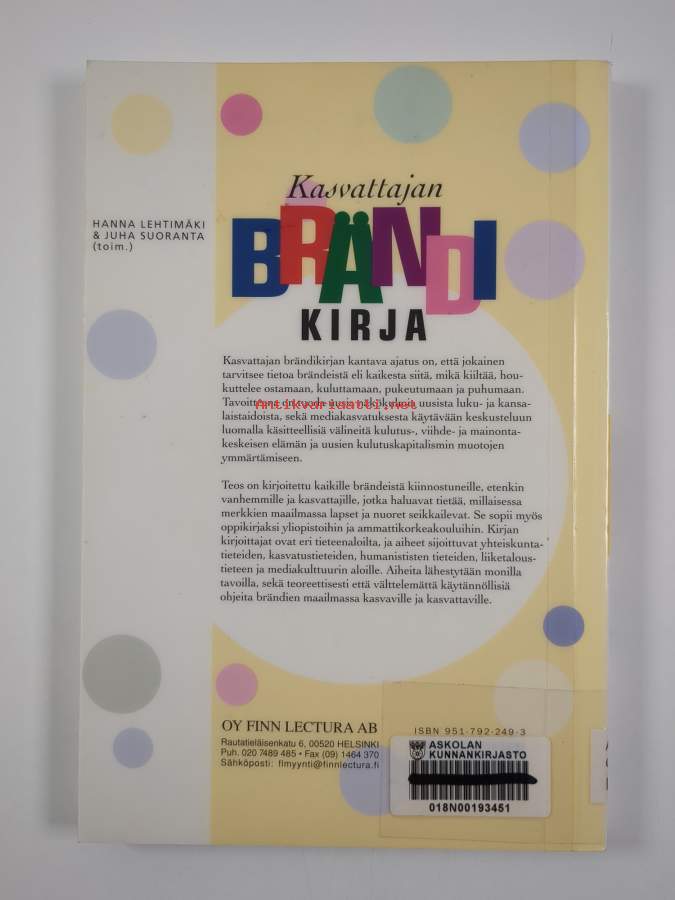 Kasvattajan
BRÄNDI
KIRJA
HANNA LEHTIMÄKI
& JUHA SUORANTA
(toim.)
Kasvattajan brändikirjan kantava ajatus on, että jokainen
tarvitsee tietoa brändeistä eli kaikesta siitä, mikä kiiltää, hou-
kuttelee ostamaan, kuluttamaan, pukeutumaan ja puhumaan.
Tavoitteena on tuoda uusia näkökulmia uusista luku- ja kansa-
Antikvariaatti.net
laistaidoista, sekä mediakasvatuksesta käytävään keskusteluun
luomalla käsitteellisiä välineitä kulutus-, viihde- ja mainonta-
keskeisen elämän ja uusien kulutuskapitalismin muotojen
ymmärtämiseen.
Teos on kirjoitettu kaikille brändeistä kiinnostuneille, etenkin
vanhemmille ja kasvattajille, jotka haluavat tietää, millaisessa
merkkien maailmassa lapset ja nuoret seikkailevat. Se sopii myös
oppikirjaksi yliopistoihin ja ammattikorkeakouluihin. Kirjan
kirjoittajat ovat eri tieteenaloilta, ja aiheet sijoittuvat yhteiskunta-
tieteiden, kasvatustieteiden, humanististen tieteiden, liiketalous-
tieteen ja mediakulttuurin aloille. Aiheita lähestytään monilla
tavoilla, sekä teoreettisesti että välttelemättä käytännöllisiä
ohjeita brändien maailmassa kasvaville ja kasvattaville.
OY FINN LECTURA AB
Rautatieläisenkatu 6, 00520 HELSINKI
Puh. 020 7489 485 • Fax (09) 1464 370
Sähköposti: flmyynti@finnlectura.fi
ISBN 951-792-249-3
ASKOLAN
KUNNANKIRJASTO
018N00193451